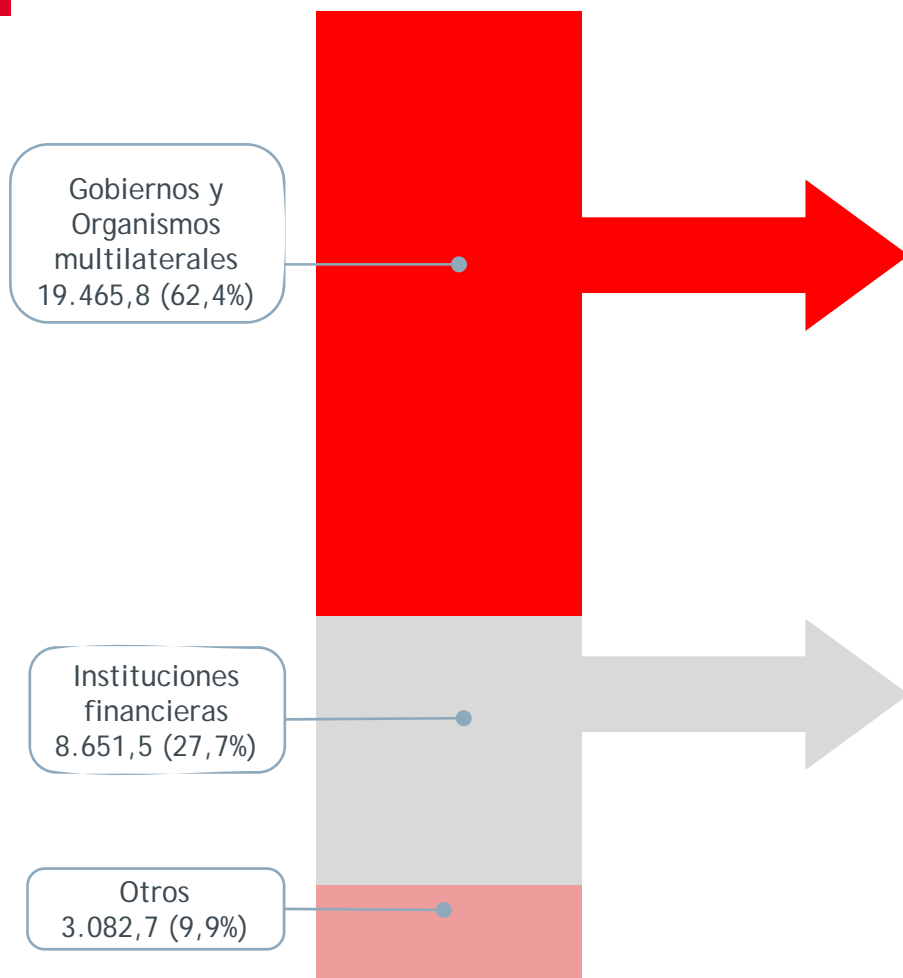 Gobiernos y
Organismos
multilaterales
19.465,8 (62,4%)
Instituciones
financieras
8.651,5 (27,7%)
Otros
3.082,7 (9,9%)